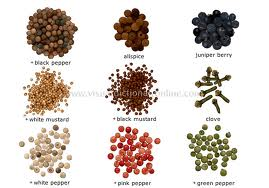 * black pepper
allspice
juniper berry
* white mustard
* black mustard
clove
* white pepper
* pink pepper
* green pepper